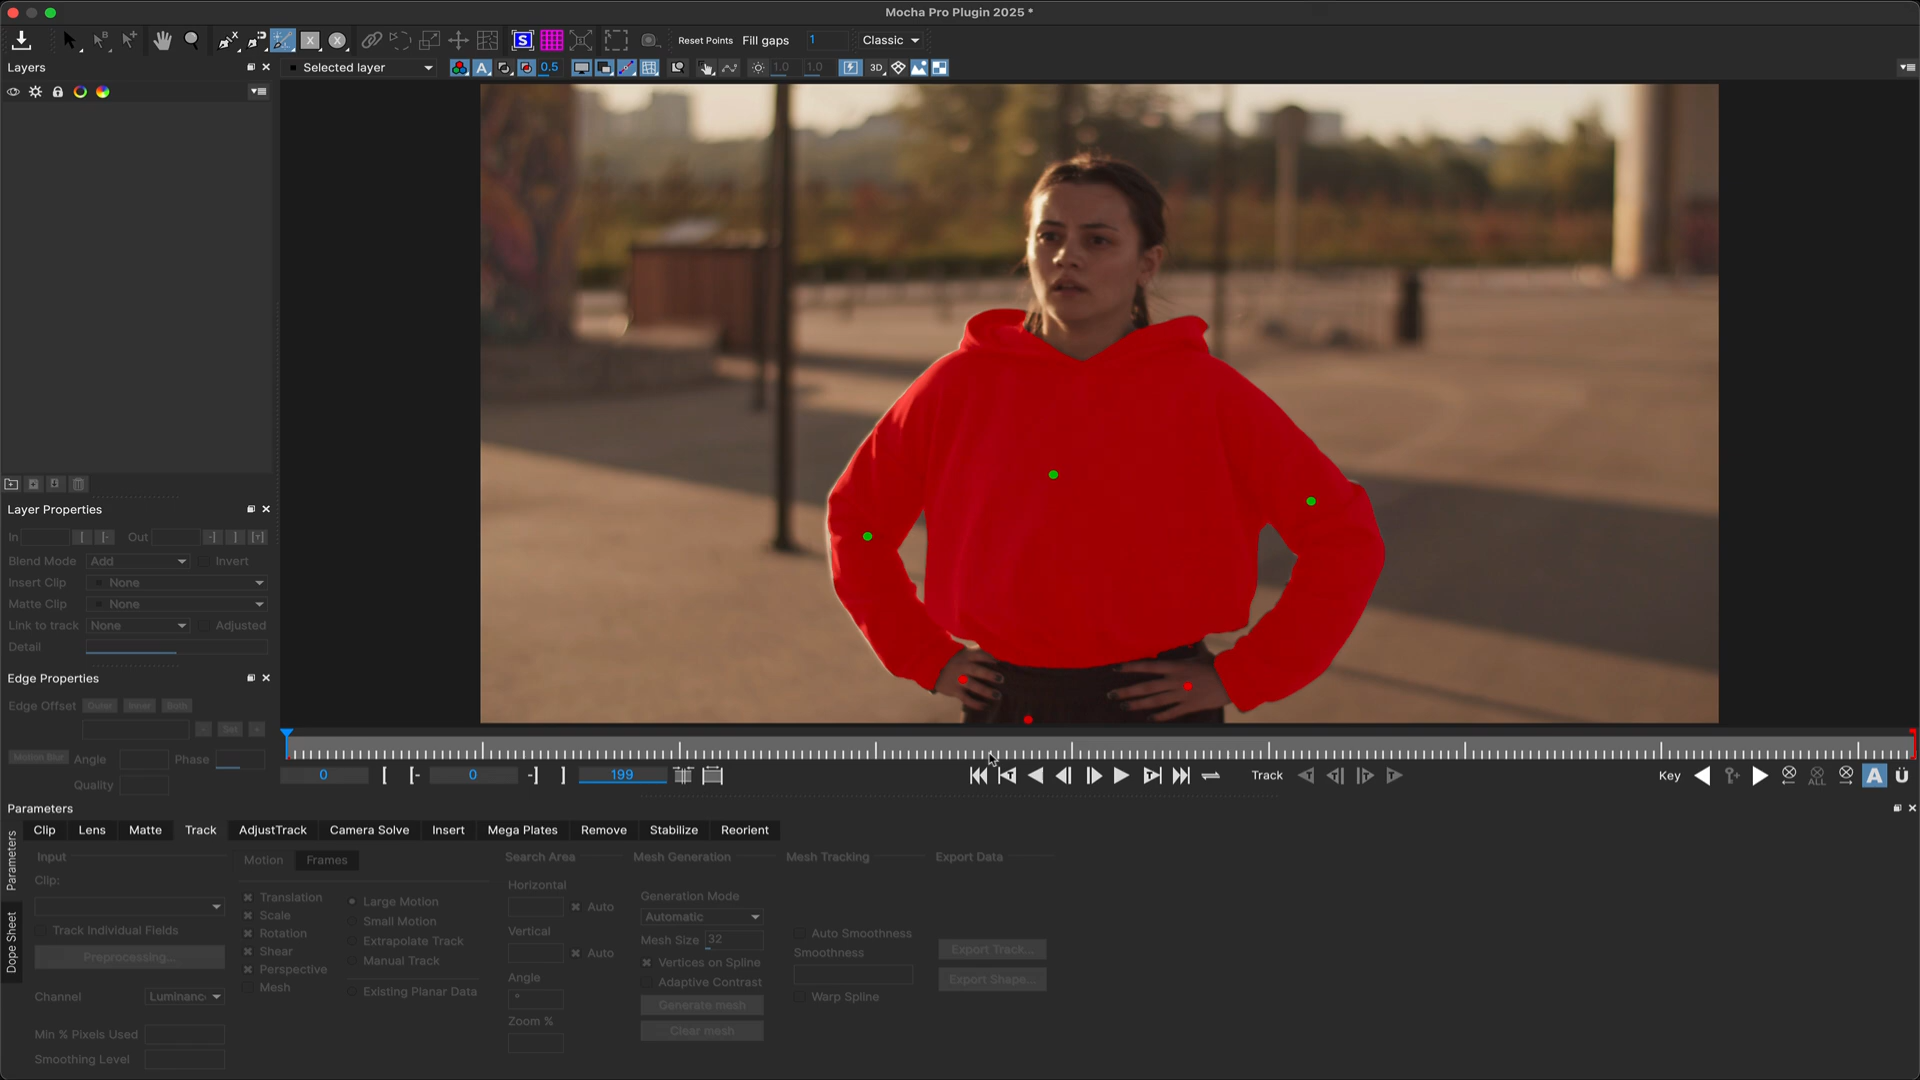 Mocha Pro Plugin 2025 *
Reset Points Fill gaps 1 Classic
Layers
Selected layer A 0.5 1.0 1.0 3D
Layer Properties
In Out
Blend Mode Add Invert
Insert Clip None
Matte Clip None
Link to track None Adjusted
Detail
Edge Properties
Edge Offset Outer Inner Both
- Set +
Motion Blur Angle Phase
Quality
0 0 199 Track Key ALL A
Parameters
Parameters
Dope Sheet
Clip Lens Matte Track AdjustTrack Camera Solve Insert Mega Plates Remove Stabilize Reorient
Input
Clip:
Track Individual Fields
Preprocessing...
Channel Luminanc
Min % Pixels Used
Smoothing Level
Motion Frames
Translation
Scale
Rotation
Shear
Perspective
Mesh
Large Motion
Small Motion
Extrapolate Track
Manual Track
Existing Planar Data
Search Area
Horizontal
Auto
Vertical
Auto
Angle
°
Zoom %
Mesh Generation
Generation Mode
Automatic
Mesh Size 32
Vertices on Spline
Adaptive Contrast
Generate mesh
Clear mesh
Mesh Tracking
Auto Smoothness
Smoothness
Warp Spline
Export Data
Export Track...
Export Shape...